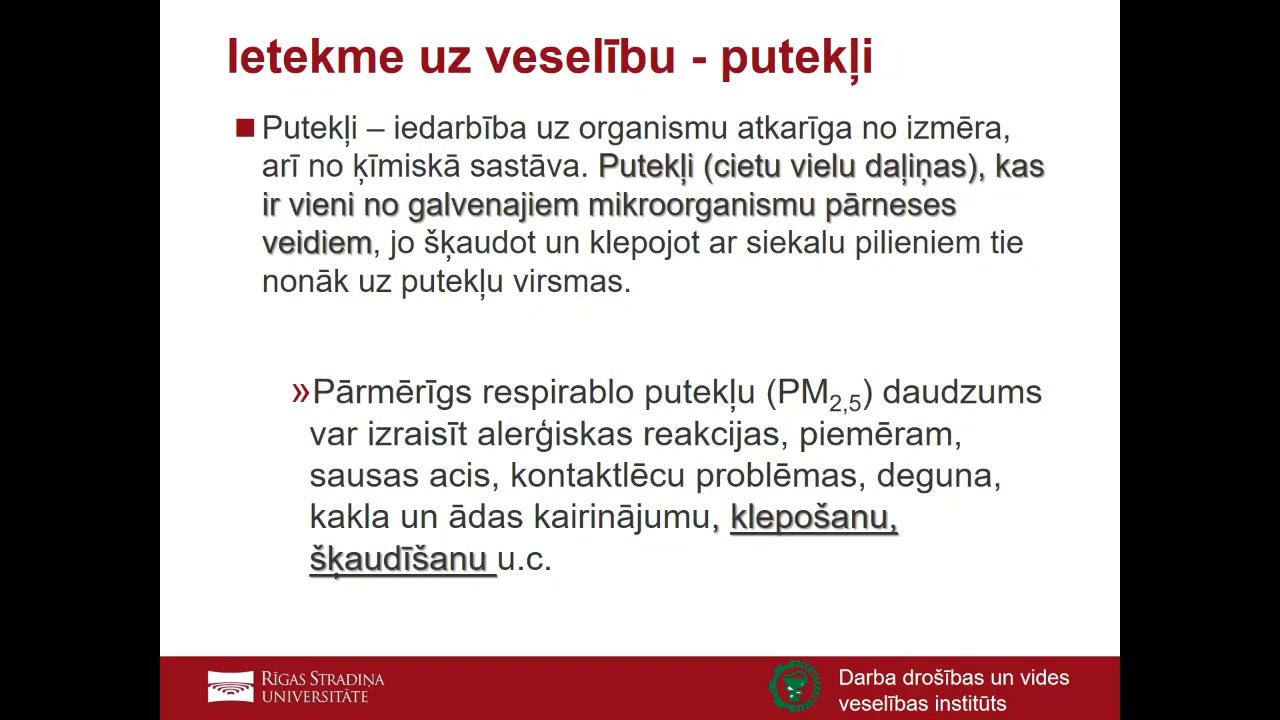 Ietekme uz veselību - putekļi
Putekļi – iedarbība uz organismu atkarīga no izmēra,
arī no ķīmiskā sastāva. Putekļi (cietu vielu daļiņas), kas
ir vieni no galvenajiem mikroorganismu pārneses
veidiem, jo šķaudot un klepojot ar siekalu pilieniem tie
nonāk uz putekļu virsmas.
»Pārmērīgs respirablo putekļu (PM2,5) daudzums
var izraisīt alerģiskas reakcijas, piemēram,
sausas acis, kontaktlēcu problēmas, deguna,
kakla un ādas kairinājumu, klepošanu,
šķaudīšanu u.c.
RĪGAS STRADIŅA
UNIVERSITĀTE
Darba drošības un vides
veselības institūts